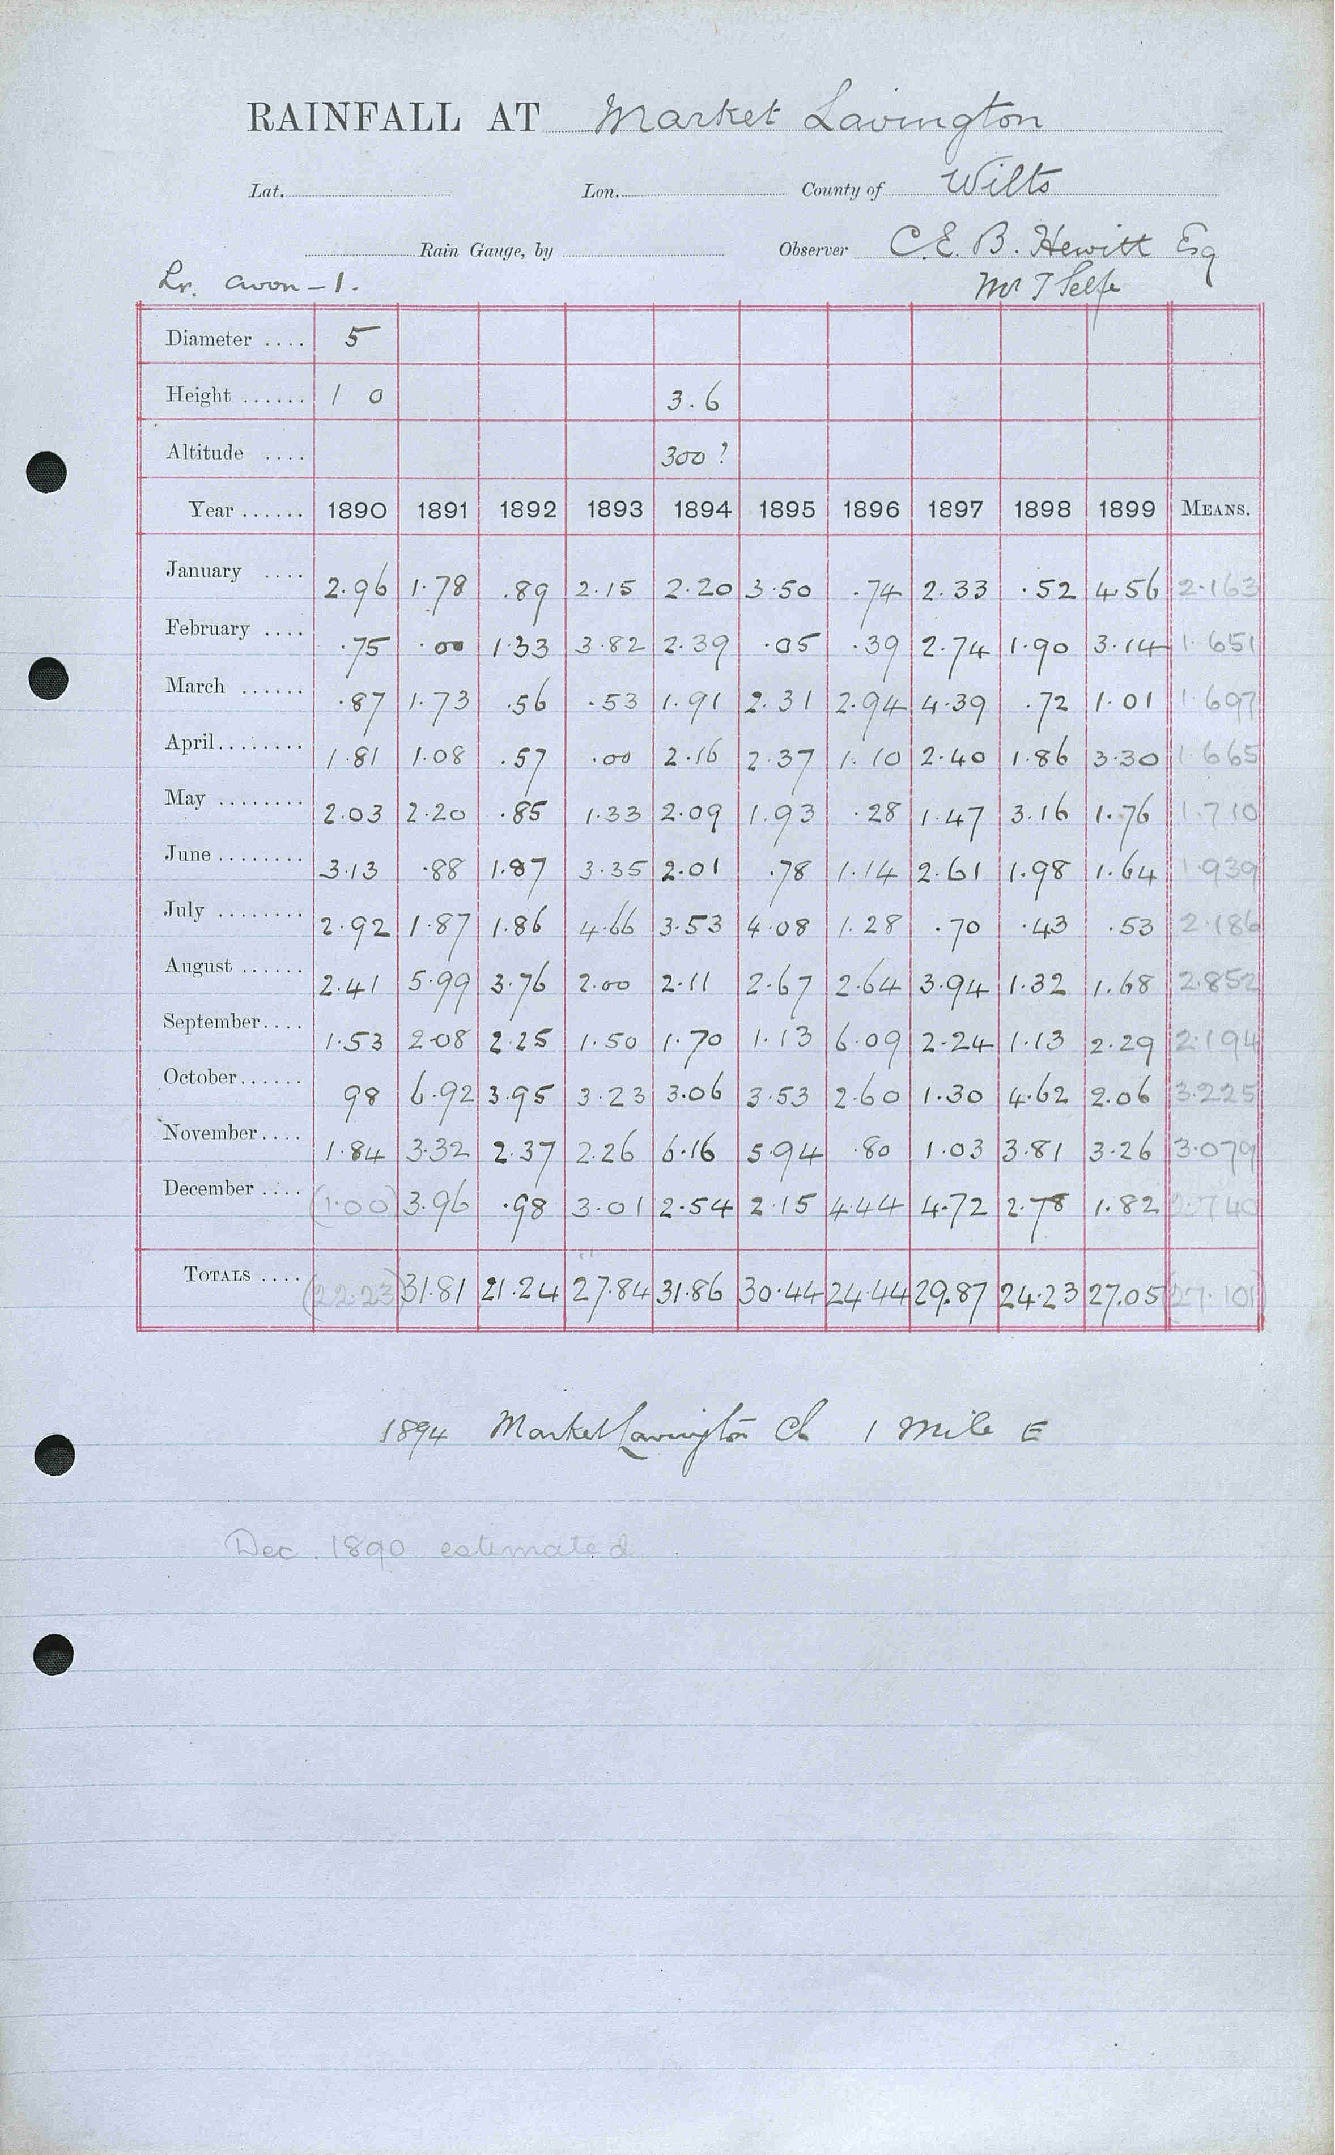 RAINFALL AT Market Lavington
Lat. Lon. County of Wilts
Rain Gauge, by Observer C. E. B. Hewitt Esq
Lr. Avon - 1. Mr T Selfe
Diameter .... 5
Height ...... 1 0 3.6
Altitude .... 300 ?
Year ...... 1890 1891 1892 1893 1894 1895 1896 1897 1898 1899 MEANS.
January .... 2.96 1.78 .89 2.15 2.20 3.50 .74 2.33 .52 4.56 2.163
February .... .75 .00 1.33 3.82 2.39 .05 .39 2.74 1.90 3.14 1.651
March ...... .87 1.73 .56 .53 1.91 2.31 2.94 4.39 .72 1.01 1.697
April........ 1.81 1.08 .57 .00 2.16 2.37 1.10 2.40 1.86 3.30 1.665
May ........ 2.03 2.20 .85 1.33 2.09 1.93 .28 1.47 3.16 1.76 1.710
June ........ 3.13 .88 1.87 3.35 2.01 .78 1.14 2.61 1.98 1.64 1.939
July ........ 2.92 1.87 1.86 4.66 3.53 4.08 1.28 .70 .43 .53 2.186
August ...... 2.41 5.99 3.76 2.00 2.11 2.67 2.64 3.94 1.32 1.68 2.852
September.... 1.53 2.08 2.25 1.50 1.70 1.13 6.09 2.24 1.13 2.29 2.194
October...... 98 6.92 3.95 3.23 3.06 3.53 2.60 1.30 4.62 2.06 3.225
November.... 1.84 3.32 2.37 2.26 6.16 5.94 .80 1.03 3.81 3.26 3.079
December .... (1.00) 3.96 .98 3.01 2.54 2.15 4.44 4.72 2.78 1.82 2.740
TOTALS .... (22.23) 31.81 21.24 27.84 31.86 30.44 24.44 29.87 24.23 27.05 (27.101)
1894 Market Lavington Ch 1 Mile E
Dec. 1890 estimated